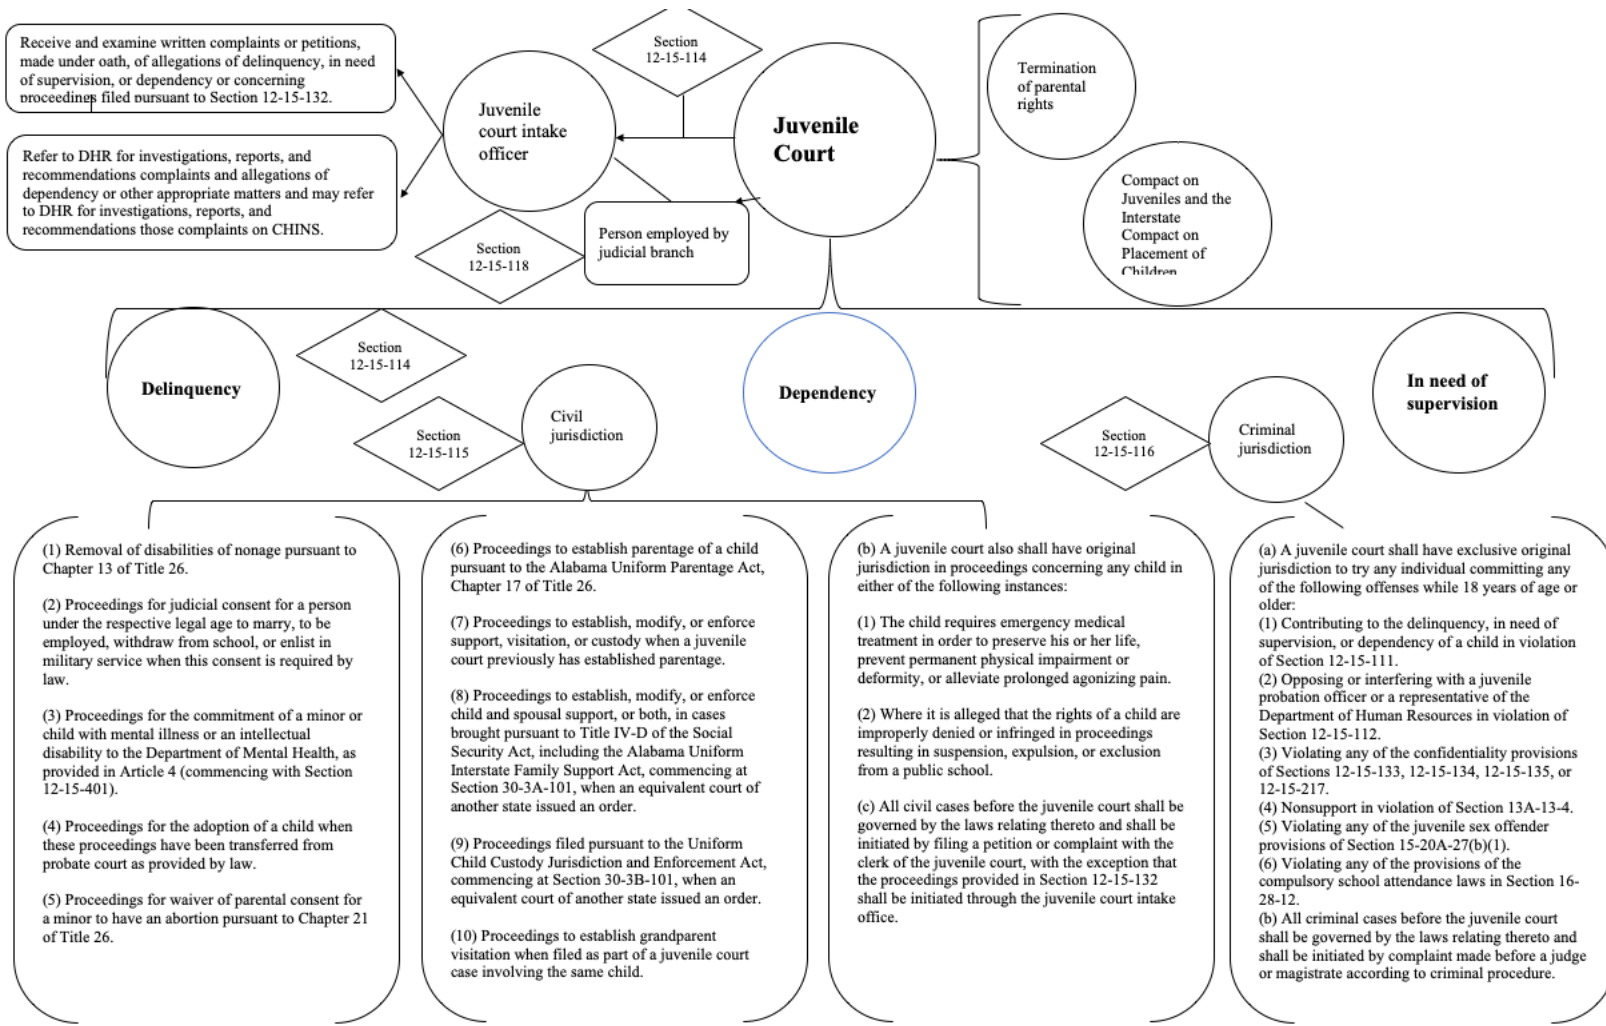 Receive and examine written complaints or petitions,
made under oath, of allegations of delinquency, in need
of supervision, or dependency or concerning
proceedings filed pursuant to Section 12-15-132.
Refer to DHR for investigations, reports, and
recommendations complaints and allegations of
dependency or other appropriate matters and may refer
to DHR for investigations, reports, and
recommendations those complaints on CHINS.
Juvenile
court intake
officer
Section
12-15-114
Juvenile
Court
Termination
of parental
rights
Compact on
Juveniles and the
Interstate
Compact on
Placement of
Children
Section
12-15-118
Person employed by
judicial branch
Delinquency
Section
12-15-114
Section
12-15-115
Civil
jurisdiction
Dependency
Section
12-15-116
Criminal
jurisdiction
In need of
supervision
(1) Removal of disabilities of nonage pursuant to
Chapter 13 of Title 26.
(2) Proceedings for judicial consent for a person
under the respective legal age to marry, to be
employed, withdraw from school, or enlist in
military service when this consent is required by
law.
(3) Proceedings for the commitment of a minor or
child with mental illness or an intellectual
disability to the Department of Mental Health, as
provided in Article 4 (commencing with Section
12-15-401).
(4) Proceedings for the adoption of a child when
these proceedings have been transferred from
probate court as provided by law.
(5) Proceedings for waiver of parental consent for
a minor to have an abortion pursuant to Chapter 21
of Title 26.
(6) Proceedings to establish parentage of a child
pursuant to the Alabama Uniform Parentage Act,
Chapter 17 of Title 26.
(7) Proceedings to establish, modify, or enforce
support, visitation, or custody when a juvenile
court previously has established parentage.
(8) Proceedings to establish, modify, or enforce
child and spousal support, or both, in cases
brought pursuant to Title IV-D of the Social
Security Act, including the Alabama Uniform
Interstate Family Support Act, commencing at
Section 30-3A-101, when an equivalent court of
another state issued an order.
(9) Proceedings filed pursuant to the Uniform
Child Custody Jurisdiction and Enforcement Act,
commencing at Section 30-3B-101, when an
equivalent court of another state issued an order.
(10) Proceedings to establish grandparent
visitation when filed as part of a juvenile court
case involving the same child.
(b) A juvenile court also shall have original
jurisdiction in proceedings concerning any child in
either of the following instances:
(1) The child requires emergency medical
treatment in order to preserve his or her life,
prevent permanent physical impairment or
deformity, or alleviate prolonged agonizing pain.
(2) Where it is alleged that the rights of a child are
improperly denied or infringed in proceedings
resulting in suspension, expulsion, or exclusion
from a public school.
(c) All civil cases before the juvenile court shall be
governed by the laws relating thereto and shall be
initiated by filing a petition or complaint with the
clerk of the juvenile court, with the exception that
the proceedings provided in Section 12-15-132
shall be initiated through the juvenile court intake
office.
(a) A juvenile court shall have exclusive original
jurisdiction to try any individual committing any
of the following offenses while 18 years of age or
older:
(1) Contributing to the delinquency, in need of
supervision, or dependency of a child in violation
of Section 12-15-111.
(2) Opposing or interfering with a juvenile
probation officer or a representative of the
Department of Human Resources in violation of
Section 12-15-112.
(3) Violating any of the confidentiality provisions
of Sections 12-15-133, 12-15-134, 12-15-135, or
12-15-217.
(4) Nonsupport in violation of Section 13A-13-4.
(5) Violating any of the juvenile sex offender
provisions of Section 15-20A-27(b)(1).
(6) Violating any of the provisions of the
compulsory school attendance laws in Section 16-
28-12.
(b) All criminal cases before the juvenile court
shall be governed by the laws relating thereto and
shall be initiated by complaint made before a judge
or magistrate according to criminal procedure.